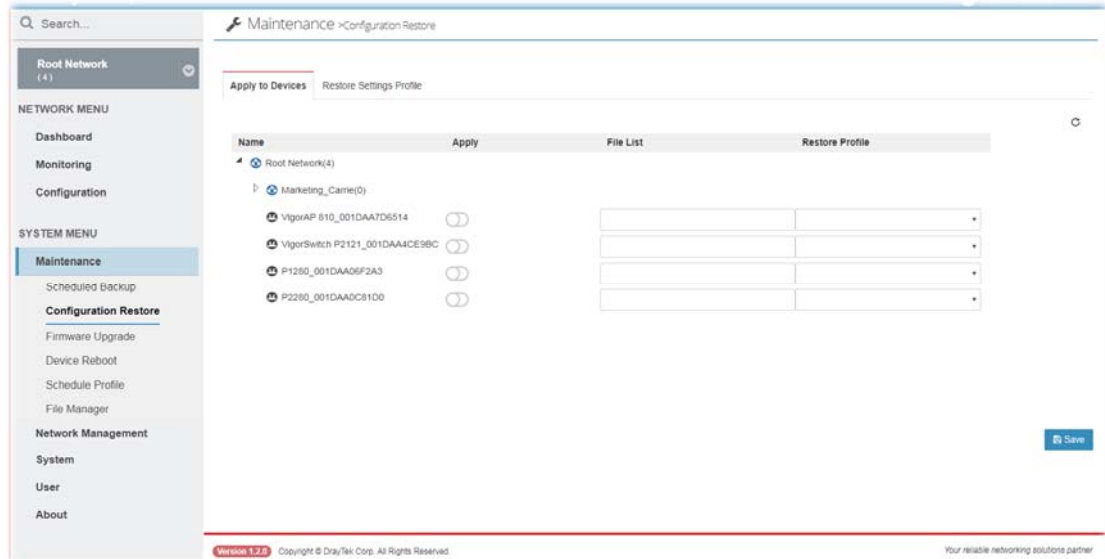 Search...
Root Network
(4)
NETWORK MENU
Dashboard
Monitoring
Configuration
SYSTEM MENU
Maintenance
Scheduled Backup
Configuration Restore
Firmware Upgrade
Device Reboot
Schedule Profile
File Manager
Network Management
System
User
About
Maintenance >Configuration Restore
Apply to Devices Restore Settings Profile
Name Apply File List Restore Profile
Root Network(4)
Marketing_Carrie(0)
VigorAP 810_001DAA7D6514
VigorSwitch P2121_001DAA4CE9BC
P1280_001DAA06F2A3
P2280_001DAA0C81D0
Save
Version 1.2.0 Copyright © DrayTek Corp. All Rights Reserved.
Your reliable networking solutions partner